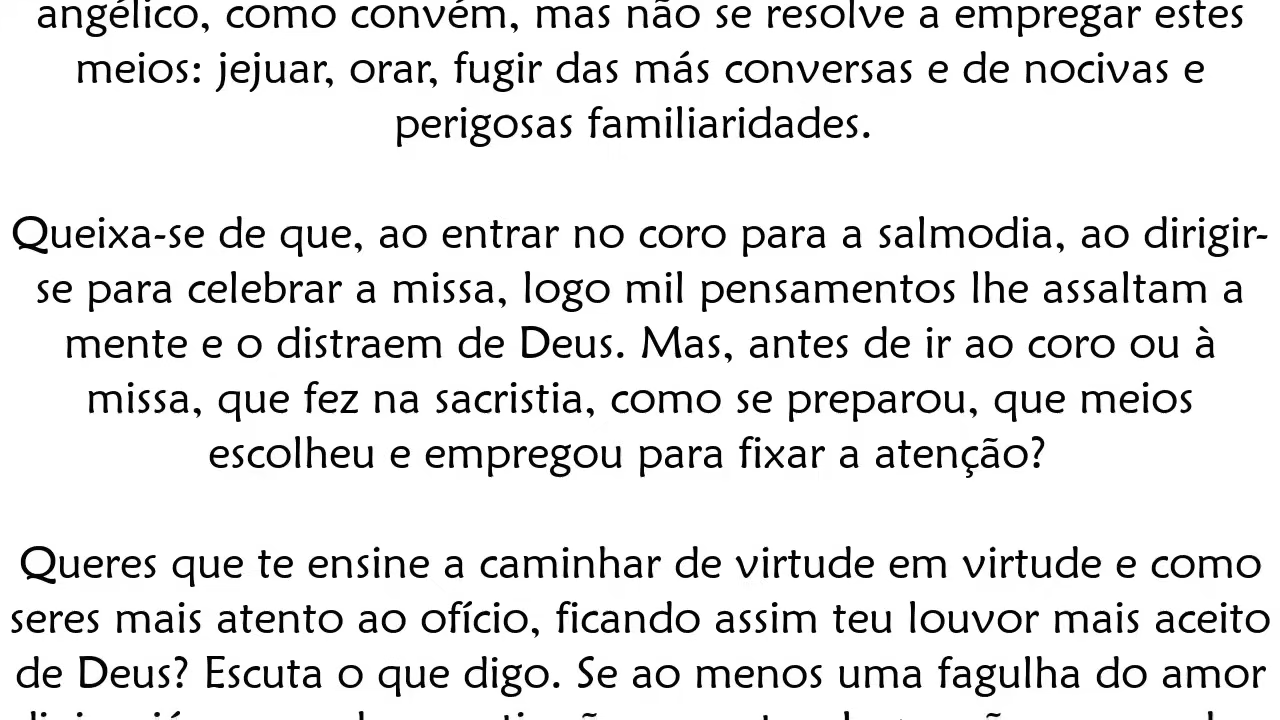 angélico, como convém, mas não se resolve a empregar estes
meios: jejuar, orar, fugir das más conversas e de nocivas e
perigosas familiaridades.
Queixa-se de que, ao entrar no coro para a salmodia, ao dirigir-
se para celebrar a missa, logo mil pensamentos lhe assaltam a
mente e o distraem de Deus. Mas, antes de ir ao coro ou à
missa, que fez na sacristia, como se preparou, que meios
escolheu e empregou para fixar a atenção?
Queres que te ensine a caminhar de virtude em virtude e como
seres mais atento ao ofício, ficando assim teu louvor mais aceito
de Deus? Escuta o que digo. Se ao menos uma fagulha do amor